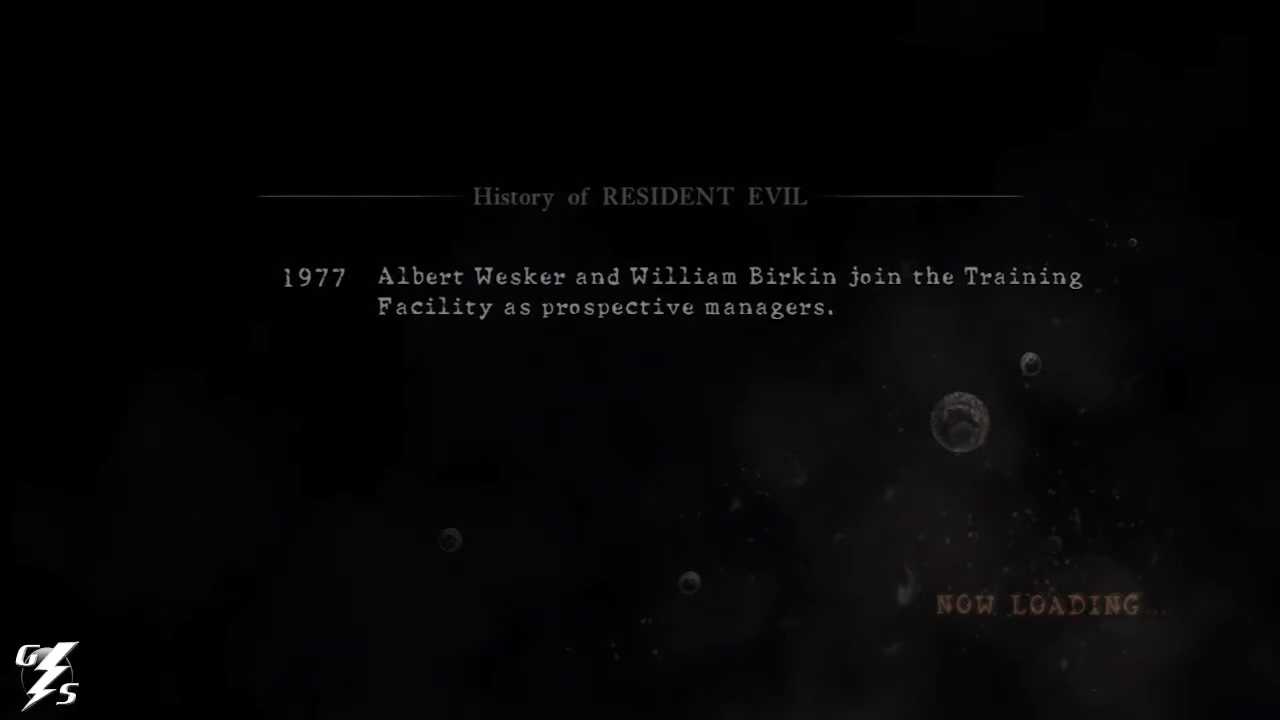 History of RESIDENT EVIL
1977 Albert Wesker and William Birkin join the Training
Facility as prospective managers.
NOW LOADING...
G S